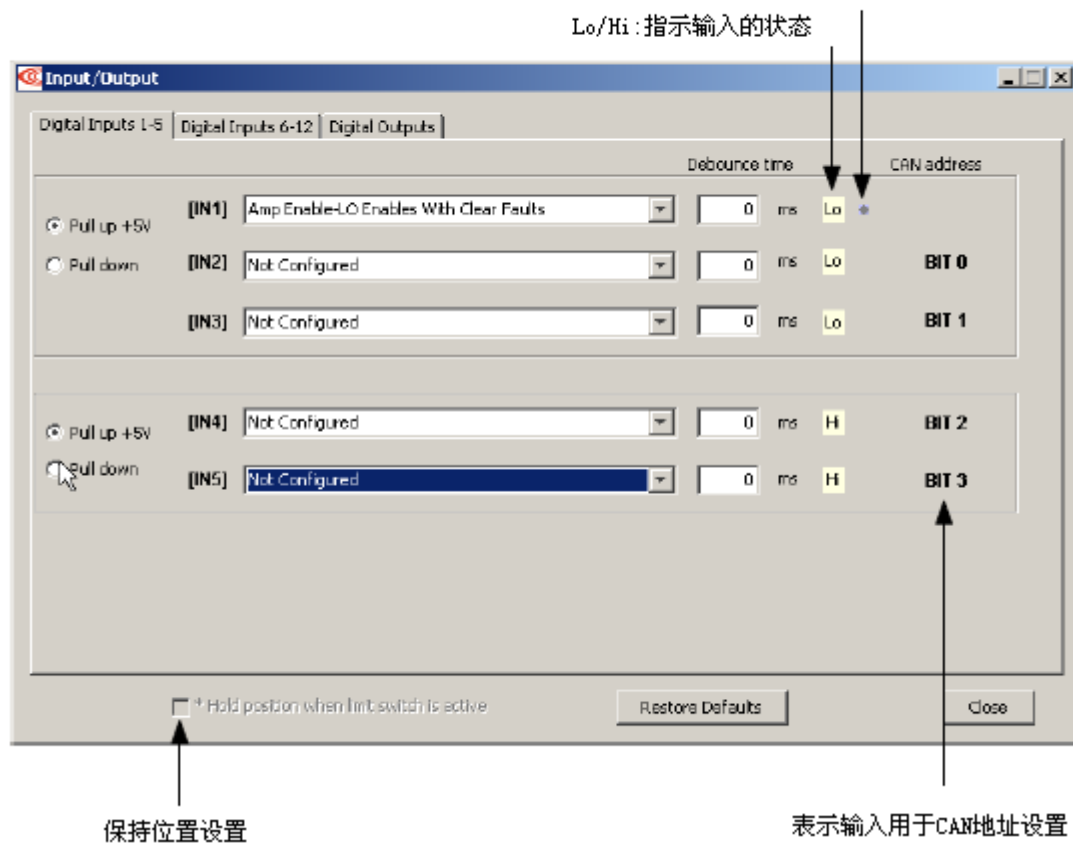 Lo/Hi:指示输入的状态
Input/Output
Digital Inputs 1-5 Digital Inputs 6-12 Digital Outputs
Debounce time CAN address
Pull up +5V [IN1] Amp Enable-LO Enables With Clear Faults 0 ms Lo
Pull down [IN2] Not Configured 0 ms Lo BIT 0
[IN3] Not Configured 0 ms Lo BIT 1
Pull up +5V [IN4] Not Configured 0 ms Hi BIT 2
Pull down [IN5] Not Configured 0 ms Hi BIT 3
* Hold position when limit switch is active Restore Defaults Close
保持位置设置 表示输入用于CAN地址设置